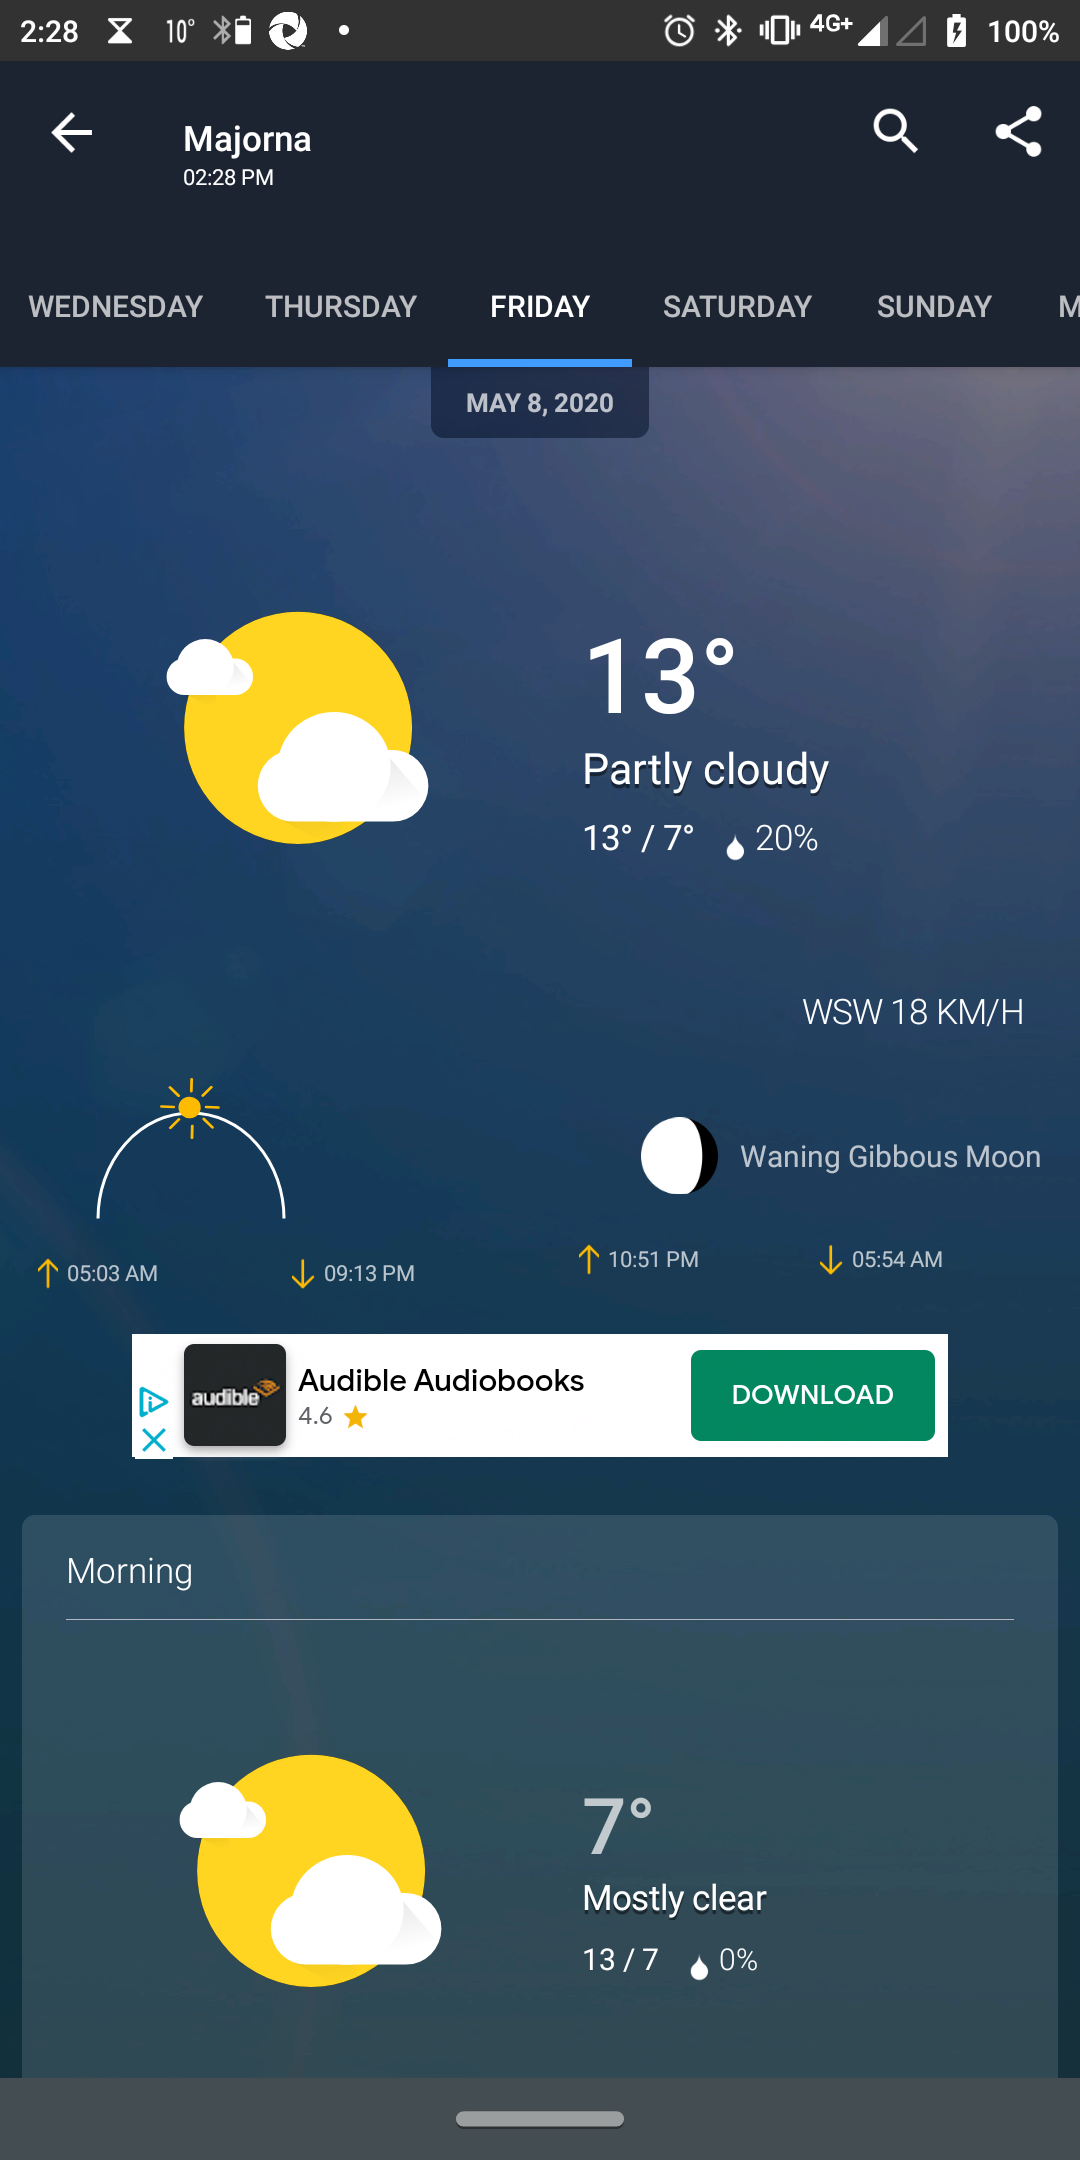 2:28 10° 4G+ 100%
Majorna
02:28 PM
WEDNESDAY THURSDAY FRIDAY SATURDAY SUNDAY M
MAY 8, 2020
13°
Partly cloudy
13° / 7° 20%
WSW 18 KM/H
Waning Gibbous Moon
05:03 AM 09:13 PM 10:51 PM 05:54 AM
audible
Audible Audiobooks
4.6
DOWNLOAD
Morning
7°
Mostly clear
13 / 7 0%